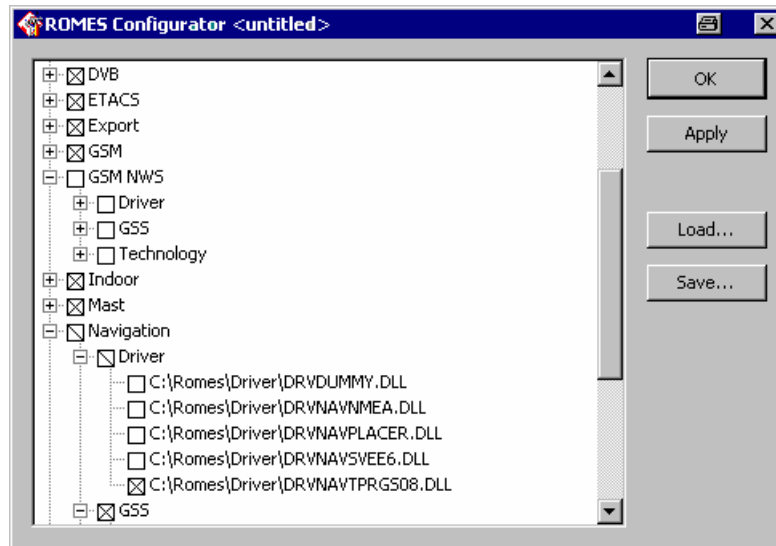 ROMES Configurator <untitled>
DVB
ETACS
Export
GSM
GSM NWS
Driver
GSS
Technology
Indoor
Mast
Navigation
Driver
C:\Romes\Driver\DRVDUMMY.DLL
C:\Romes\Driver\DRVNAVNMEA.DLL
C:\Romes\Driver\DRVNAVPLACER.DLL
C:\Romes\Driver\DRVNAVSVEE6.DLL
C:\Romes\Driver\DRVNAVTPRGS08.DLL
GSS
OK
Apply
Load...
Save...